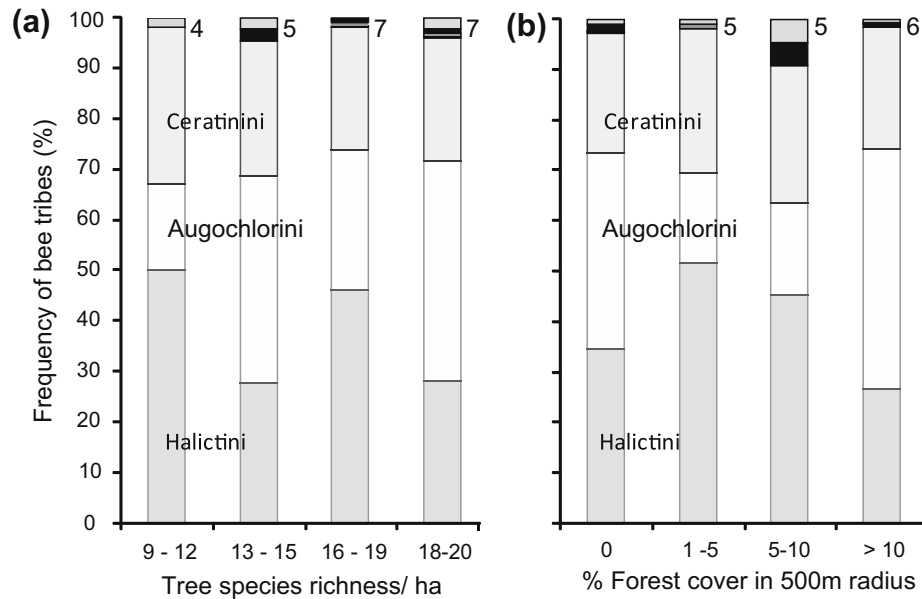 (a)
Frequency of bee tribes (%)
100
90
80
70
60
50
40
30
20
10
0
4
5
7
7
Ceratinini
Augochlorini
Halictini
9 - 12
13 - 15
16 - 19
18-20
Tree species richness/ ha
(b)
5
5
6
Ceratinini
Augochlorini
Halictini
0
1 -5
5-10
> 10
% Forest cover in 500m radius